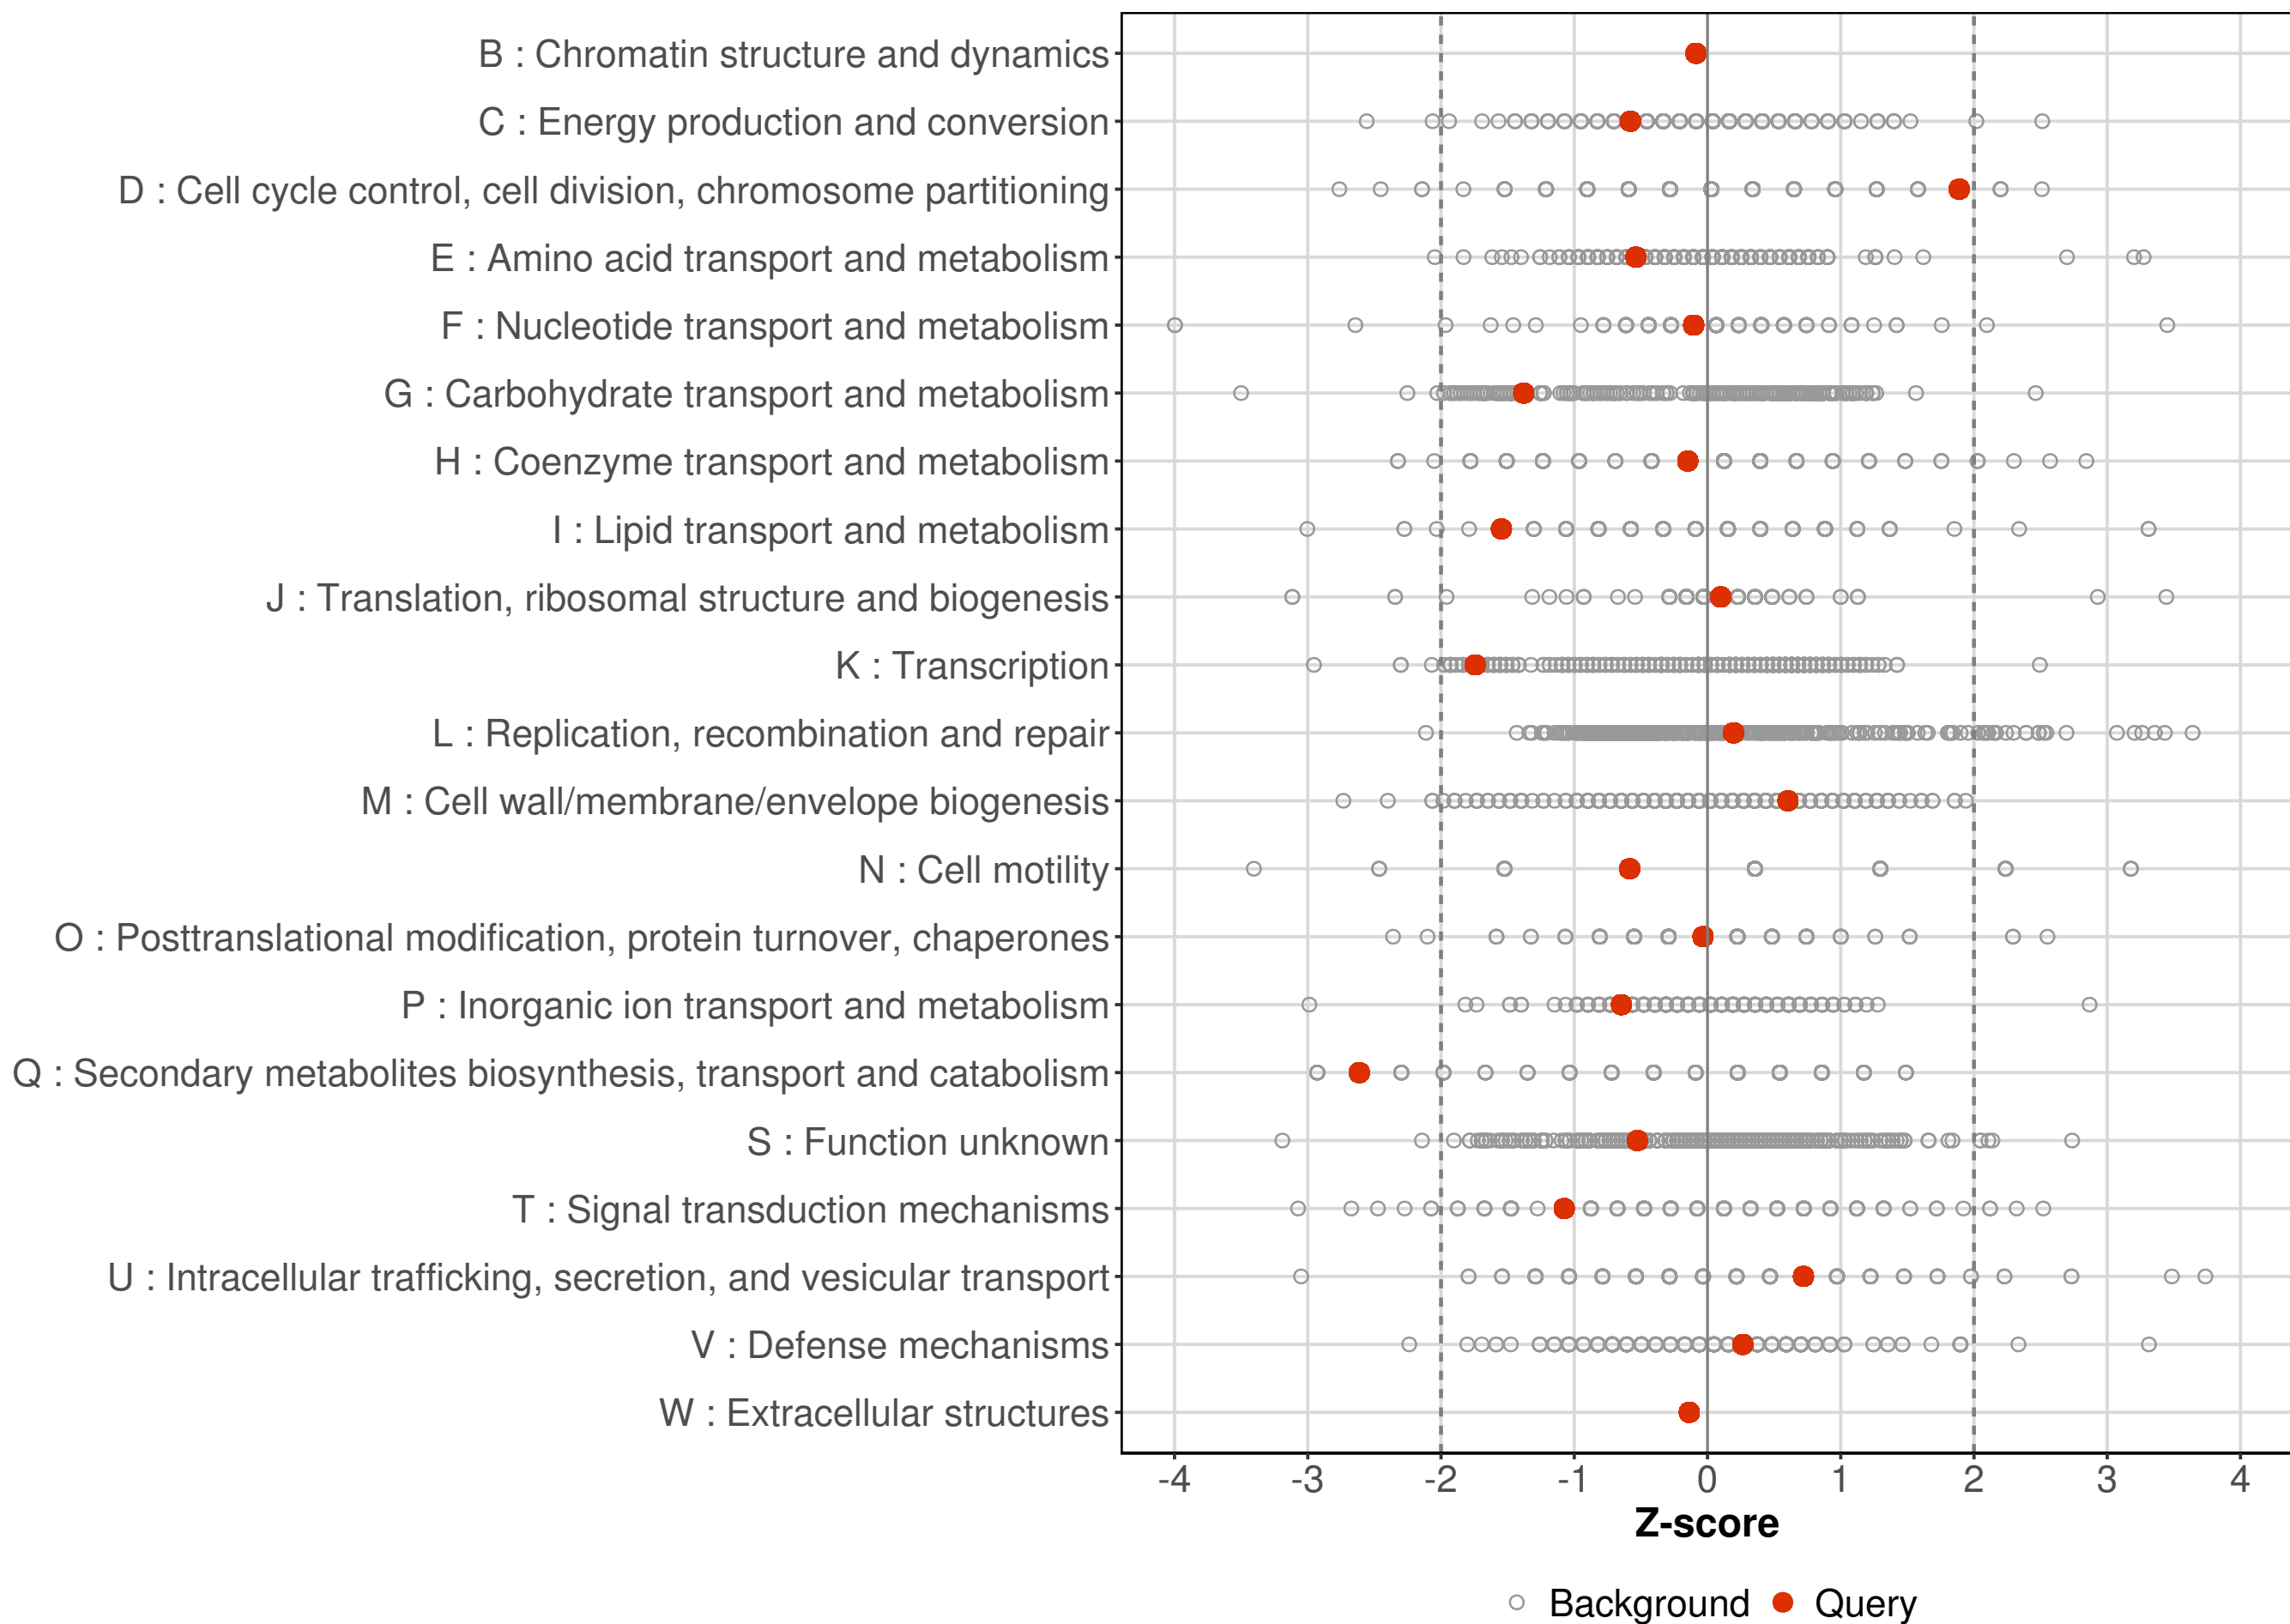 B : Chromatin structure and dynamics
C : Energy production and conversion
D : Cell cycle control, cell division, chromosome partitioning
E : Amino acid transport and metabolism
F : Nucleotide transport and metabolism
G : Carbohydrate transport and metabolism
H : Coenzyme transport and metabolism
I : Lipid transport and metabolism
J : Translation, ribosomal structure and biogenesis
K : Transcription
L : Replication, recombination and repair
M : Cell wall/membrane/envelope biogenesis
N : Cell motility
O : Posttranslational modification, protein turnover, chaperones
P : Inorganic ion transport and metabolism
Q : Secondary metabolites biosynthesis, transport and catabolism
S : Function unknown
T : Signal transduction mechanisms
U : Intracellular trafficking, secretion, and vesicular transport
V : Defense mechanisms
W : Extracellular structures
-4 -3 -2 -1 0 1 2 3 4
Z-score
Background Query